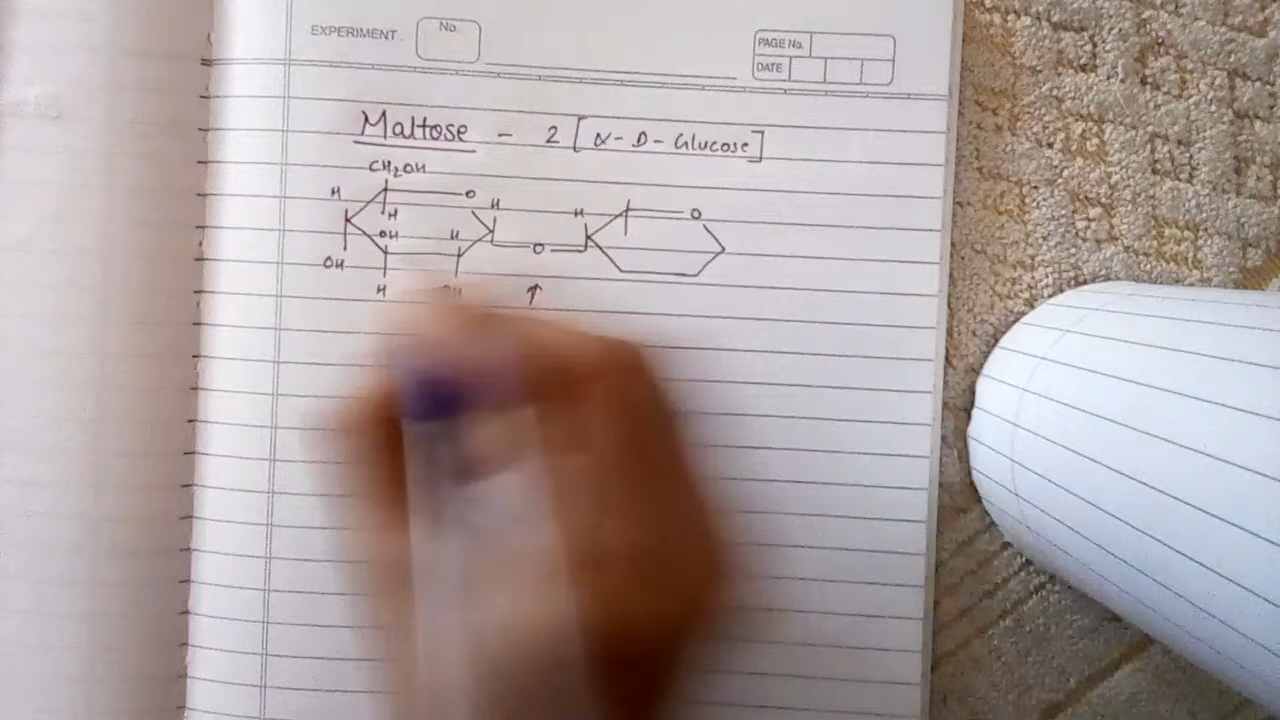 EXPERIMENT.
No.
PAGE No.
DATE
Maltose - 2 [α-D-Glucose]
CH₂OH
H O H H O
H
OH H O
OH
H ↑